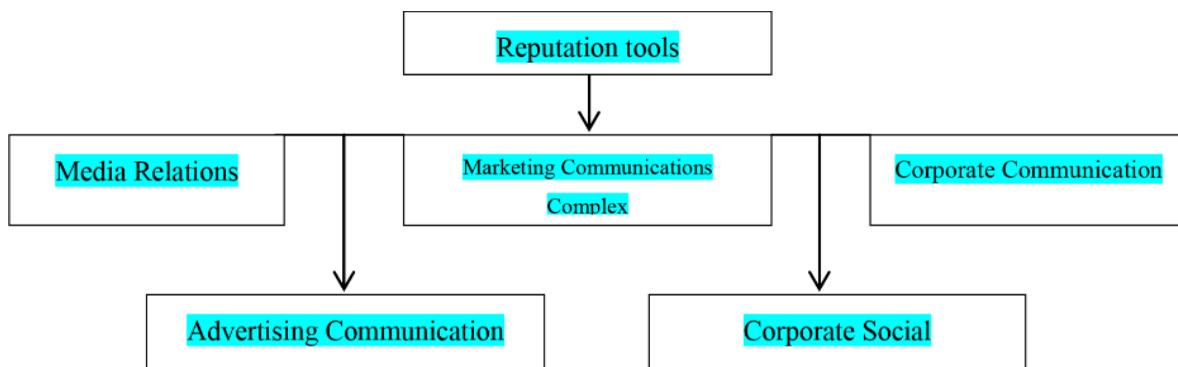 Reputation tools
Media Relations
Marketing Communications
Complex
Corporate Communication
Advertising Communication
Corporate Social